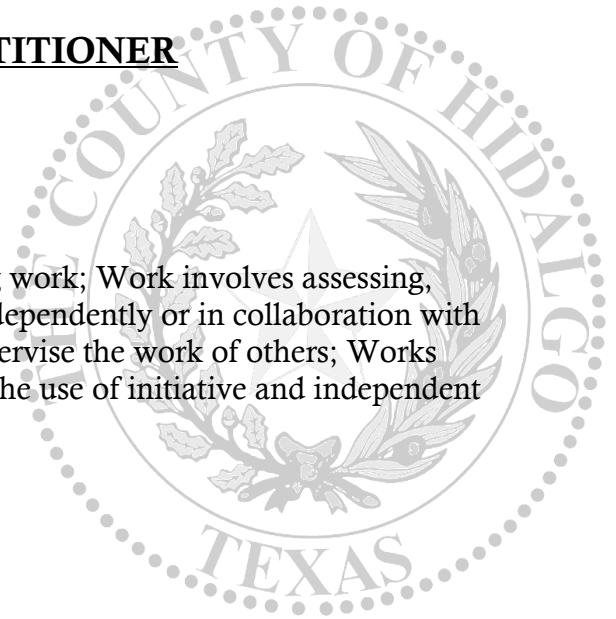 TITIONER
THE COUNTY OF HIDALGO
work; Work involves assessing,
dependently or in collaboration with
ervise the work of others; Works
he use of initiative and independent
TEXAS